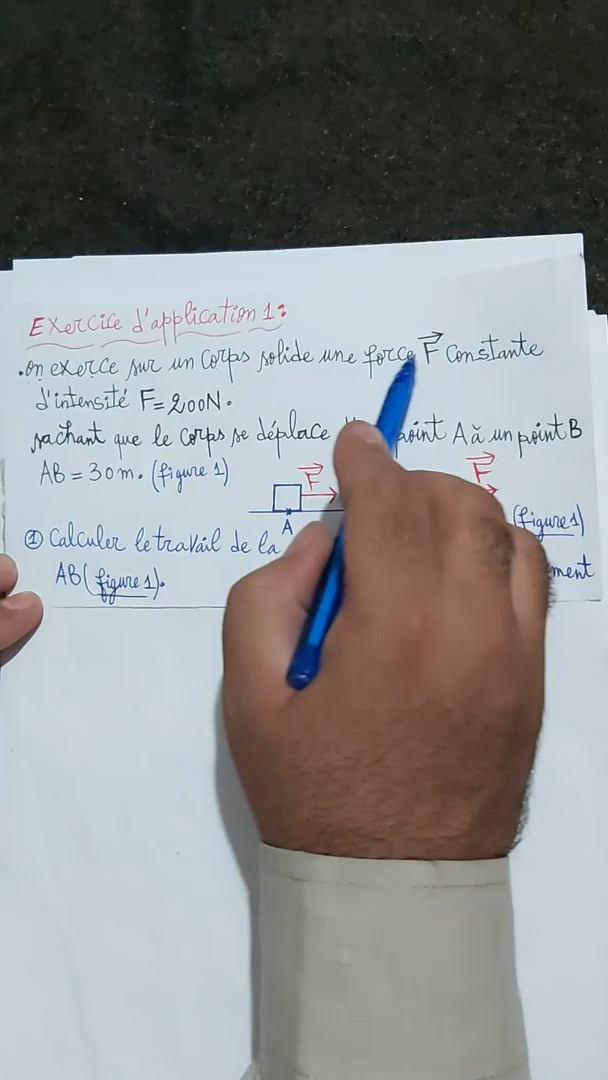 Exercice d'application 1:
.on exerce sur un corps solide une force F Constante
d'intensité F=200N.
sachant que le corps se déplace point A à un point B
AB = 30m. (figure 1)
F F
A (figure 1)
① Calculer le travail de la ment
AB (figure 1).